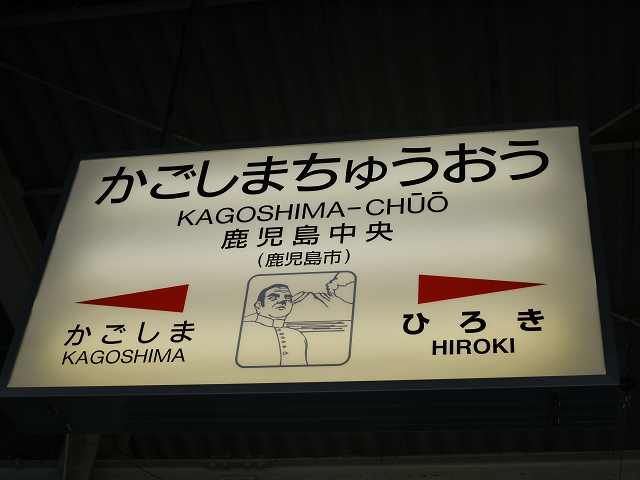 かごしまちゅうおう
KAGOSHIMA-CHŪŌ
鹿児島中央
(鹿児島市)
かごしま
KAGOSHIMA
ひろき
HIROKI